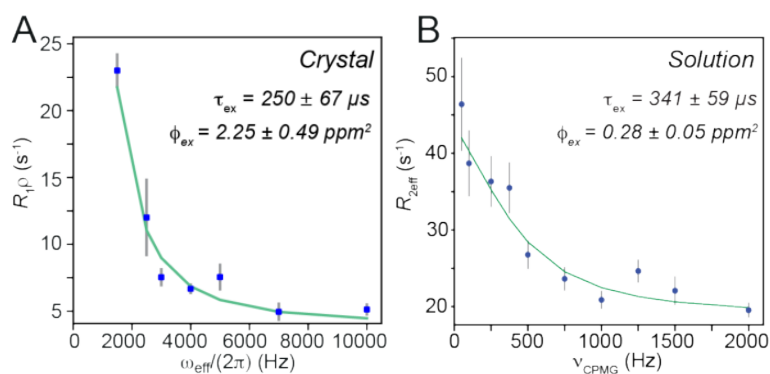 A
Crystal
τex = 250 ± 67 μs
ϕex = 2.25 ± 0.49 ppm²
R1ρ (s⁻¹)
25
20
15
10
5
0 2000 4000 6000 8000 10000
ωeff/(2π) (Hz)
B
Solution
τex = 341 ± 59 μs
ϕex = 0.28 ± 0.05 ppm²
R2eff (s⁻¹)
50
40
30
20
0 500 1000 1500 2000
νCPMG (Hz)